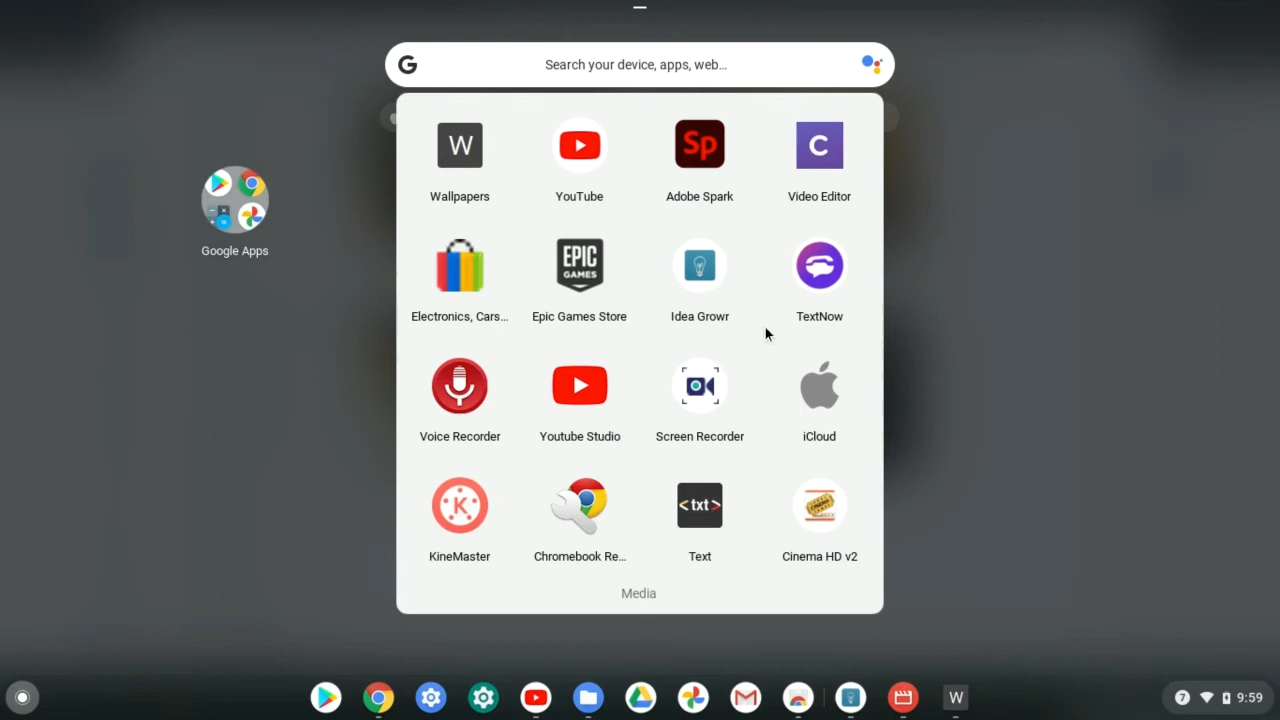 G Search your device, apps, web...
W
Sp
C
Wallpapers YouTube Adobe Spark Video Editor
EPIC
GAMES
Google Apps
Electronics, Cars... Epic Games Store Idea Growr TextNow
Voice Recorder Youtube Studio Screen Recorder iCloud
K
<txt>
KineMaster Chromebook Re... Text Cinema HD v2
Media
W
7 9:59